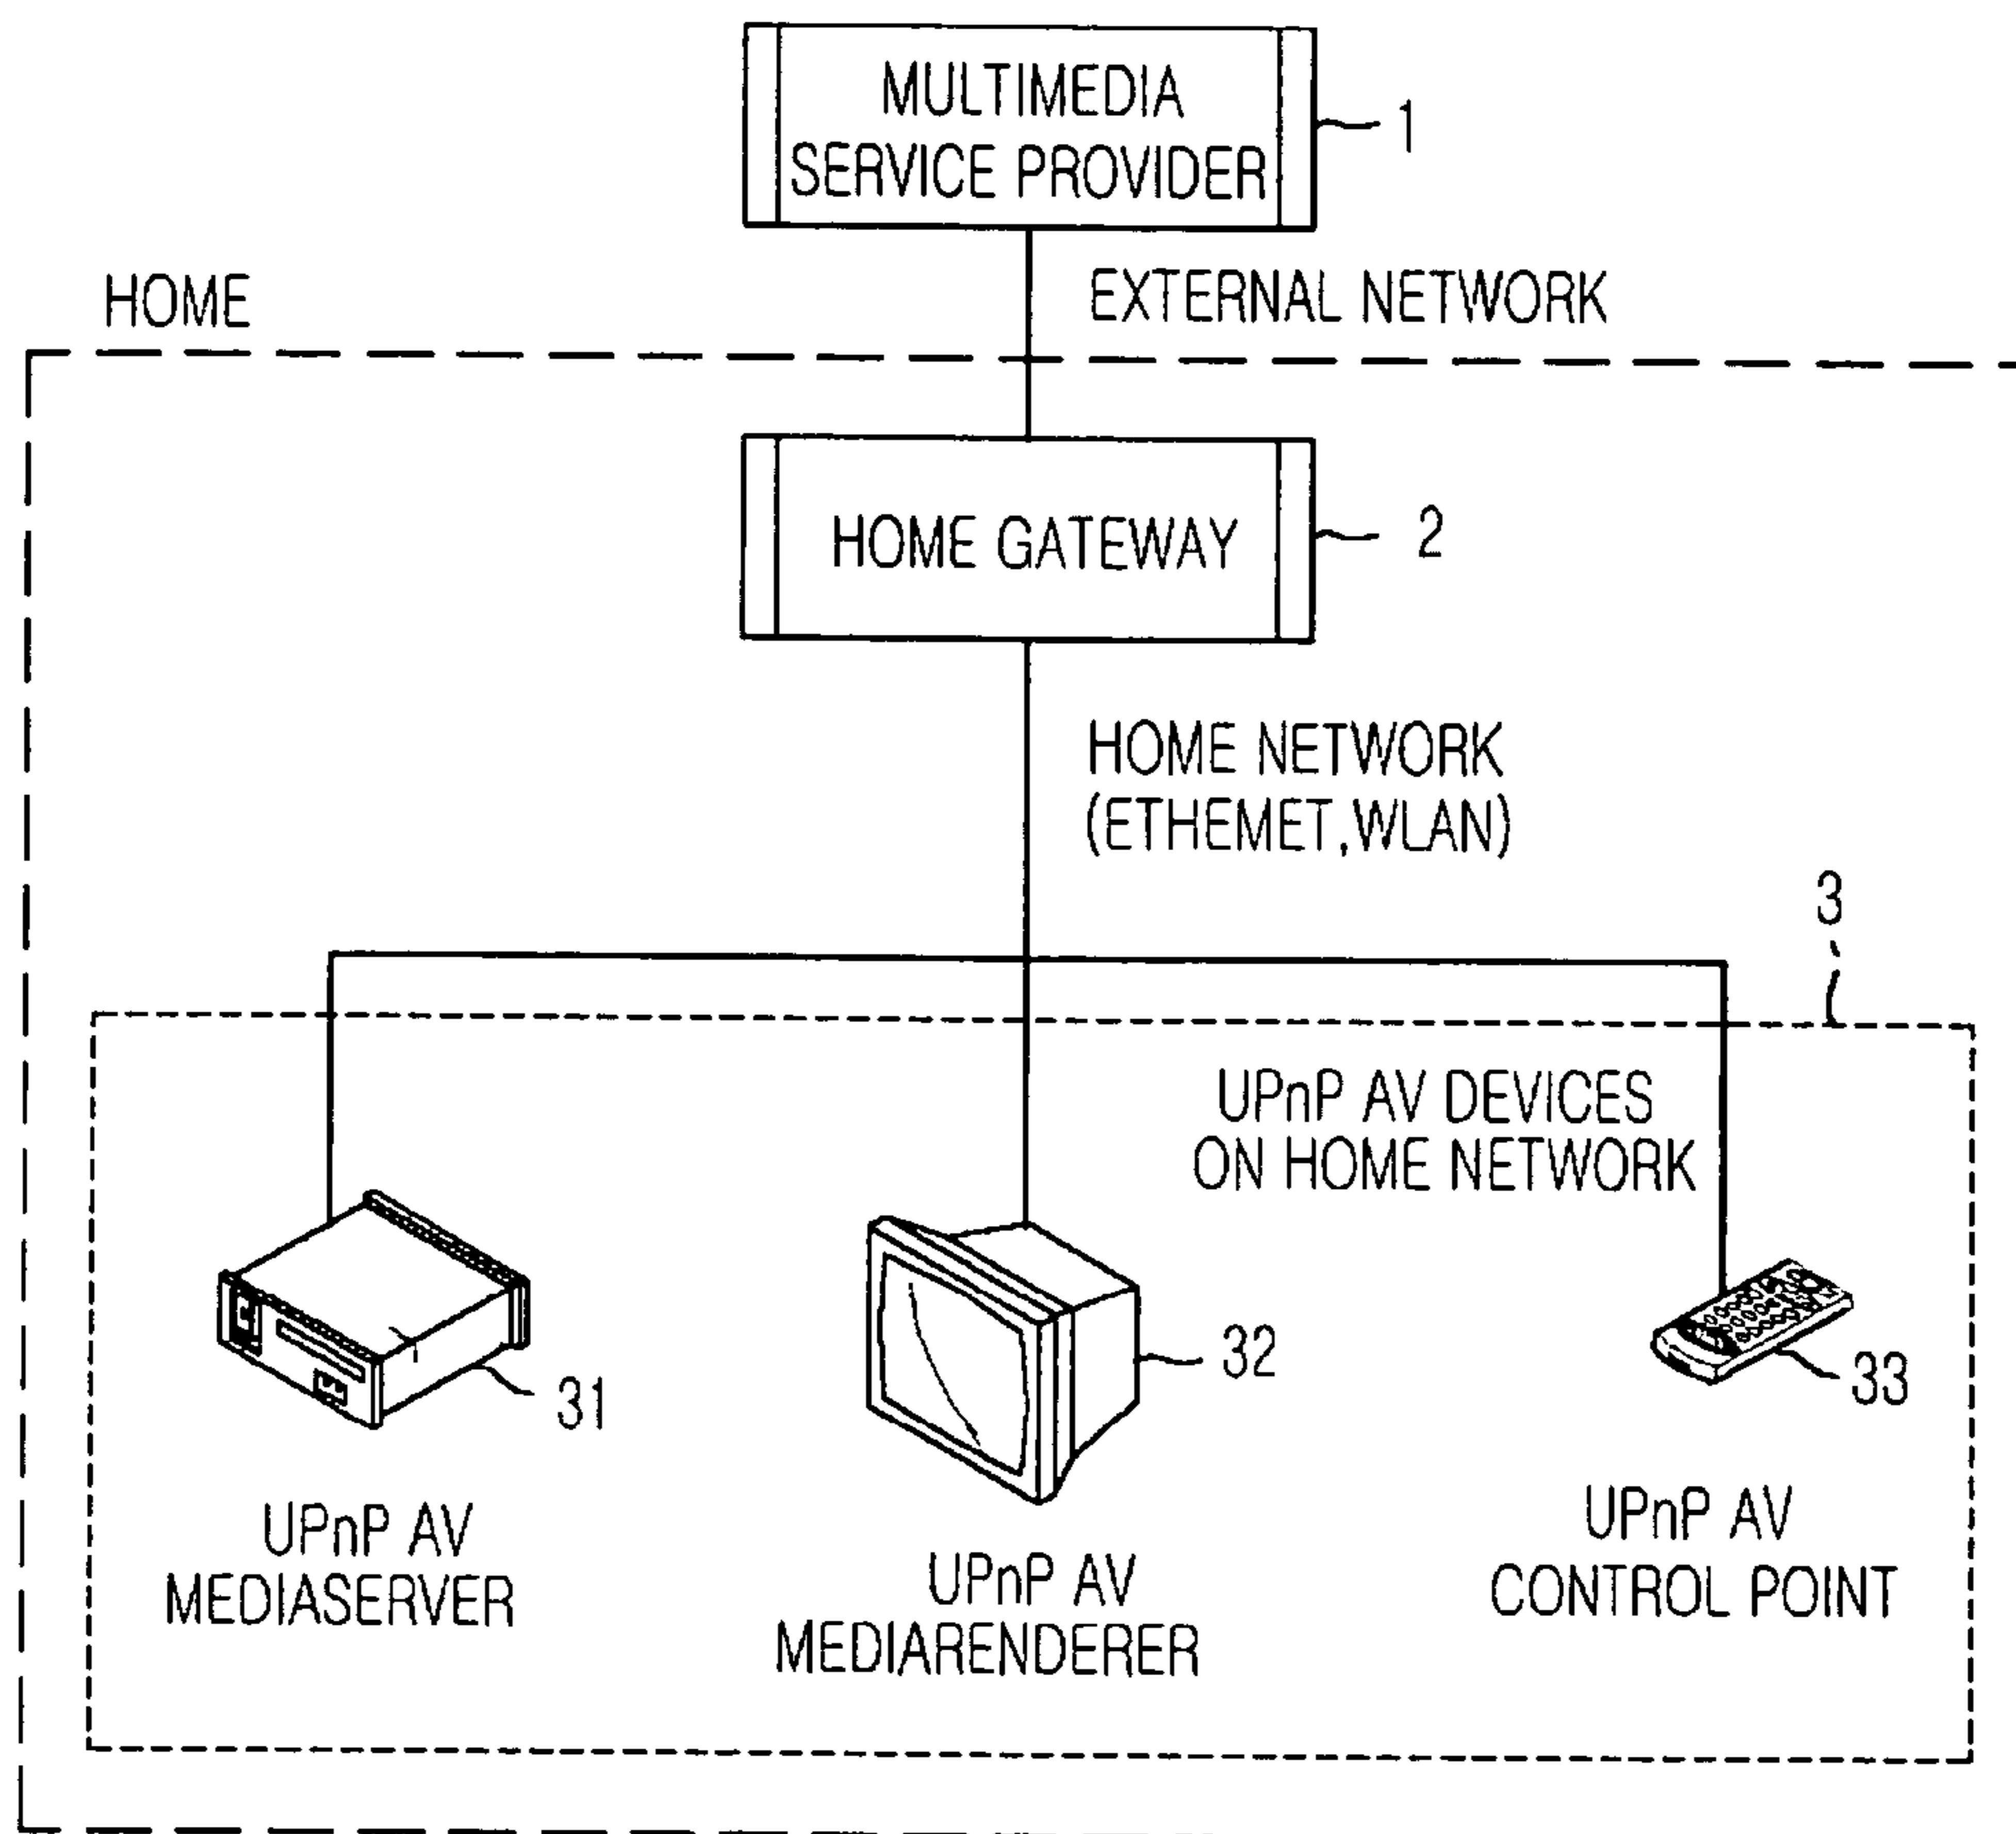 MULTIMEDIA
SERVICE PROVIDER
1
HOME
EXTERNAL NETWORK
HOME GATEWAY
2
HOME NETWORK
(ETHEMET,WLAN)
3
UPnP AV DEVICES
ON HOME NETWORK
31
32
33
UPnP AV
MEDIASERVER
UPnP AV
MEDIARENDERER
UPnP AV
CONTROL POINT